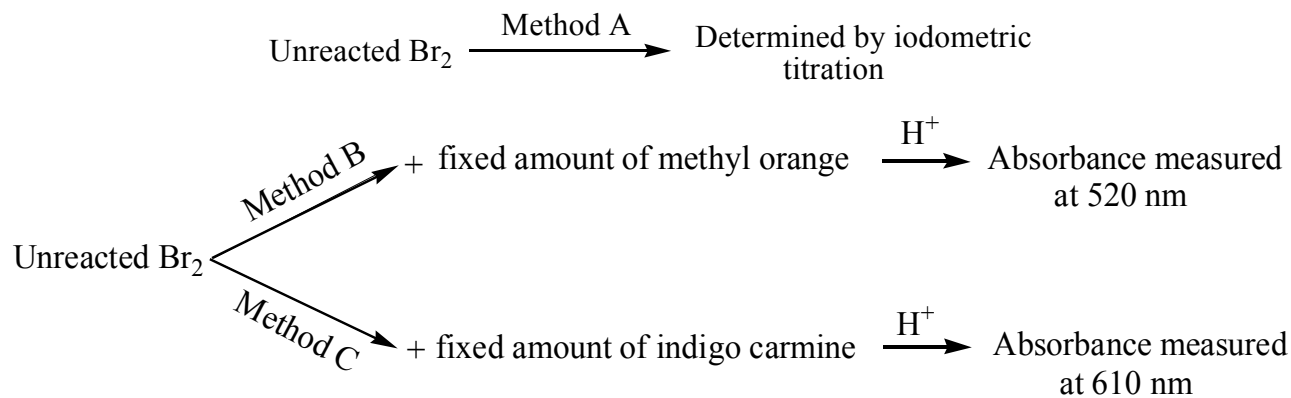 Unreacted Br₂ Method A Determined by iodometric
titration
Method B + fixed amount of methyl orange H⁺ Absorbance measured
at 520 nm
Unreacted Br₂
Method C + fixed amount of indigo carmine H⁺ Absorbance measured
at 610 nm